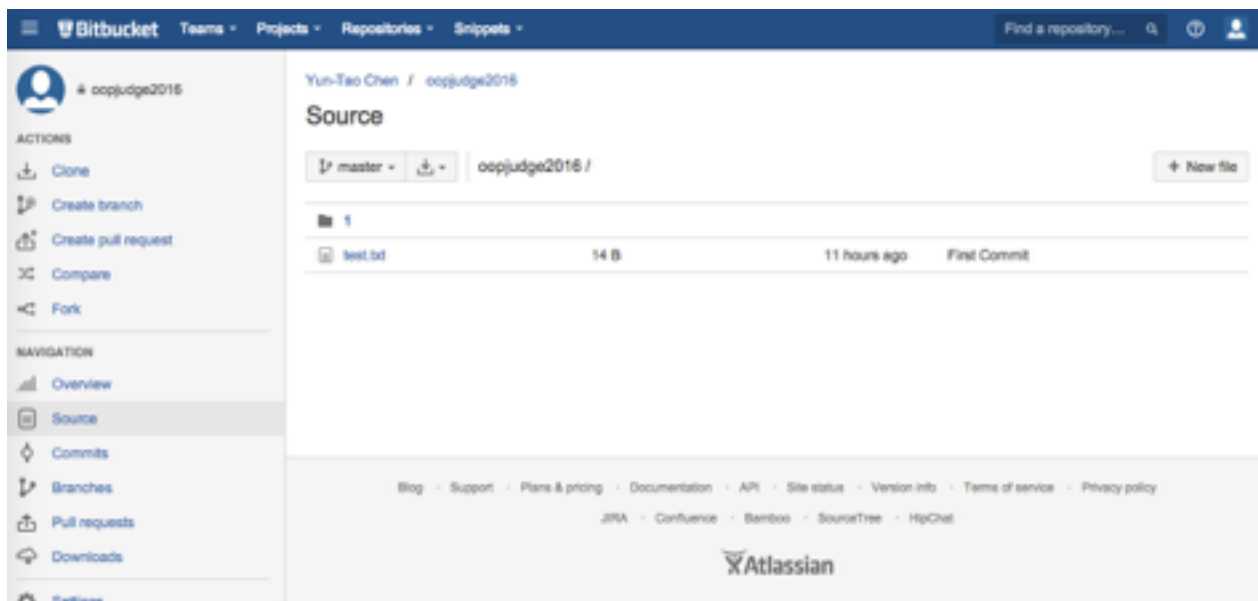 Bitbucket Teams Projects Repositories Snippets Find a repository...
oopjudge2016
ACTIONS
Clone
Create branch
Create pull request
Compare
Fork
NAVIGATION
Overview
Source
Commits
Branches
Pull requests
Downloads
Settings
Yun-Tao Chen / oopjudge2016
Source
master oopjudge2016 / + New file
1
test.txt 14 B 11 hours ago First Commit
Blog · Support · Plans & pricing · Documentation · API · Site status · Version info · Terms of service · Privacy policy
JIRA · Confluence · Bamboo · SourceTree · HipChat
Atlassian